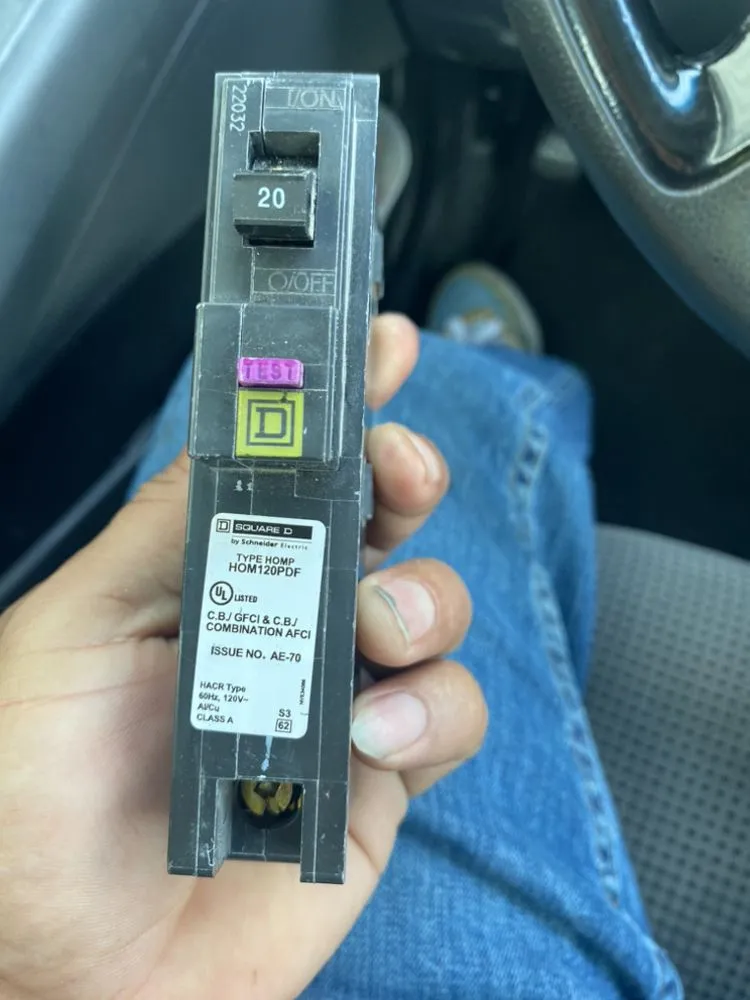 22032
I/ON
20
O/OFF
TEST
D
D SQUARE D
by Schneider Electric
TYPE HOMP
HOM120PDF
UL LISTED
C.B./ GFCI & C.B./
COMBINATION AFCI
ISSUE NO. AE-70
HACR Type
60Hz, 120V~
Al/Cu
CLASS A
S3
62